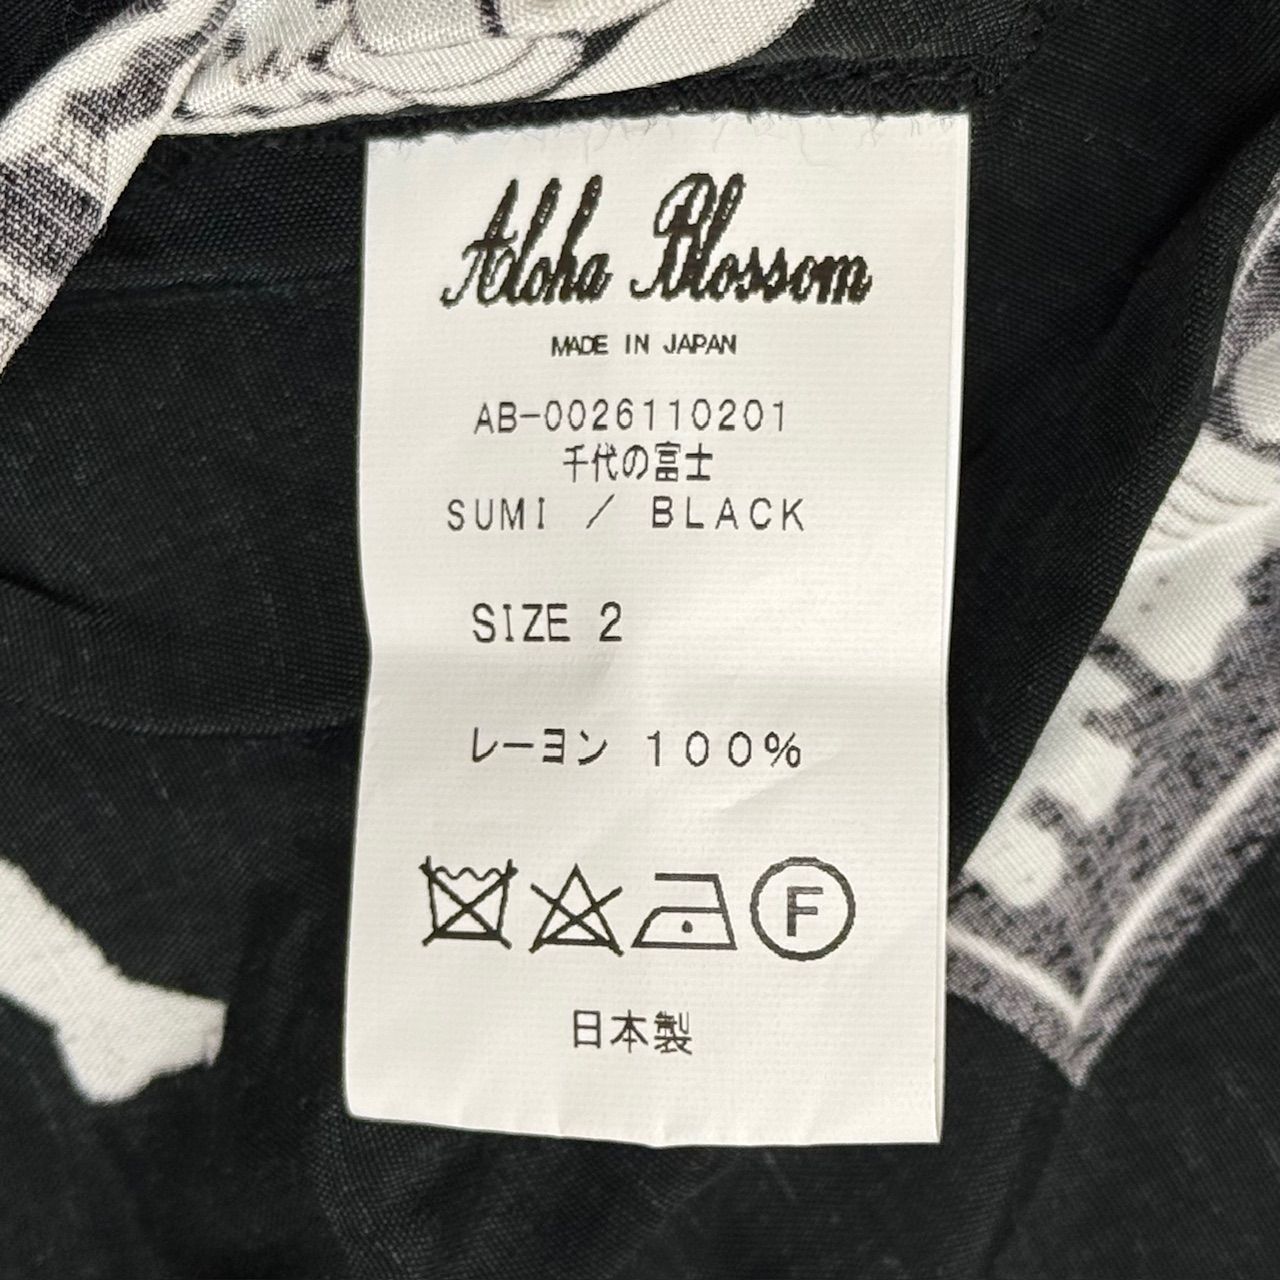 Aloha Blossom
MADE IN JAPAN
AB-0026110201
千代の富士
SUMI / BLACK
SIZE 2
レーヨン 100%
F
日本製